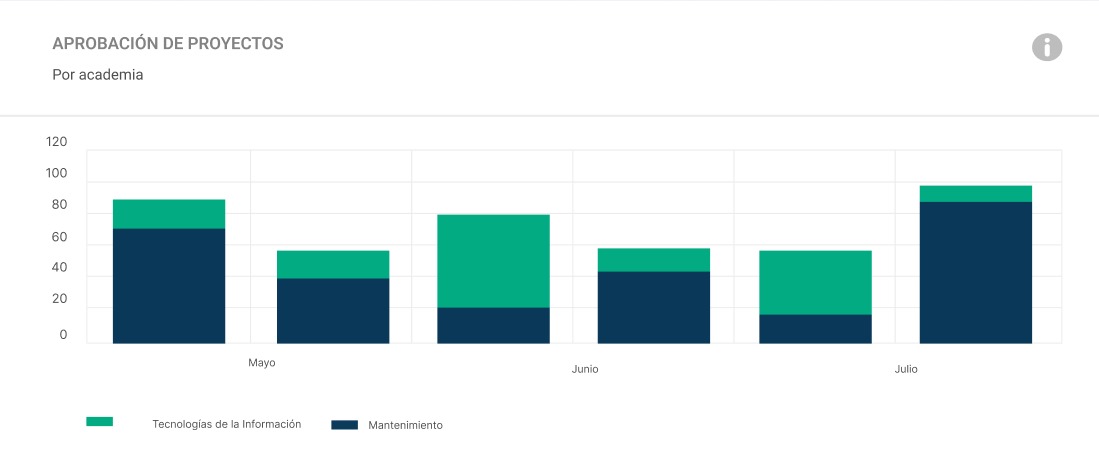 APROBACIÓN DE PROYECTOS
Por academia
120
100
80
60
40
20
0
Mayo
Junio
Julio
Tecnologías de la Información
Mantenimiento